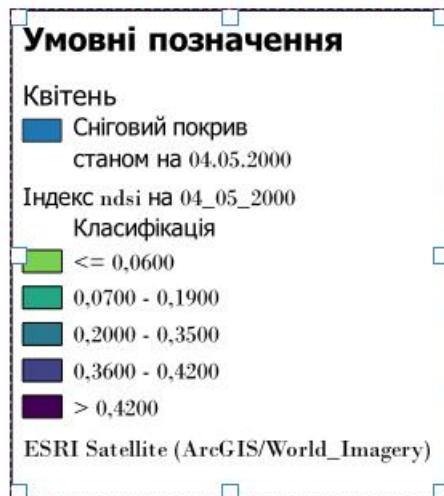 Умовні позначення
Квітень
Сніговий покрив
станом на 04.05.2000
Індекс ndsi на 04_05_2000
Класифікація
<= 0,0600
0,0700 - 0,1900
0,2000 - 0,3500
0,3600 - 0,4200
> 0,4200
ESRI Satellite (ArcGIS/World_Imagery)